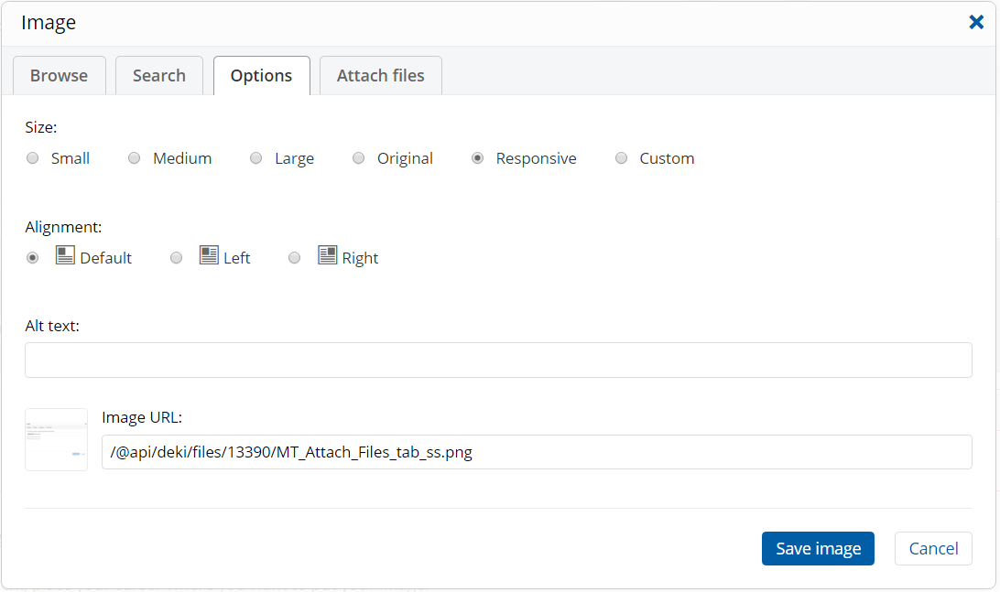 Image
Browse Search Options Attach files
Size:
Small Medium Large Original Responsive Custom
Alignment:
Default Left Right
Alt text:
Image URL:
/@api/deki/files/13390/MT_Attach_Files_tab_ss.png
Save image Cancel